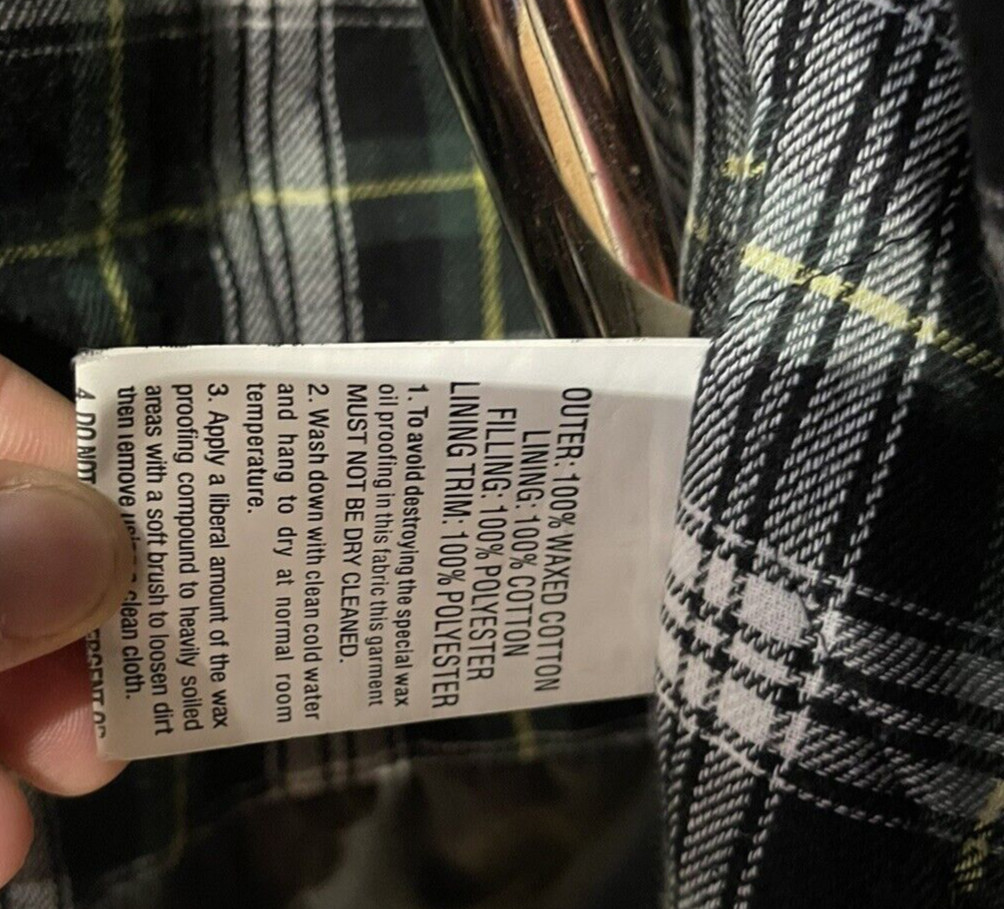 OUTER: 100% WAXED COTTON
LINING: 100% COTTON
FILLING: 100% POLYESTER
LINING TRIM: 100% POLYESTER
1. To avoid destroying the special wax
oil proofing in this fabric this garment
MUST NOT BE DRY CLEANED.
2. Wash down with clean cold water
and hang to dry at normal room
temperature.
3. Apply a liberal amount of the wax
proofing compound to heavily soiled
areas with a soft brush to loosen dirt
then remove clean cloth.
4. DO NOT